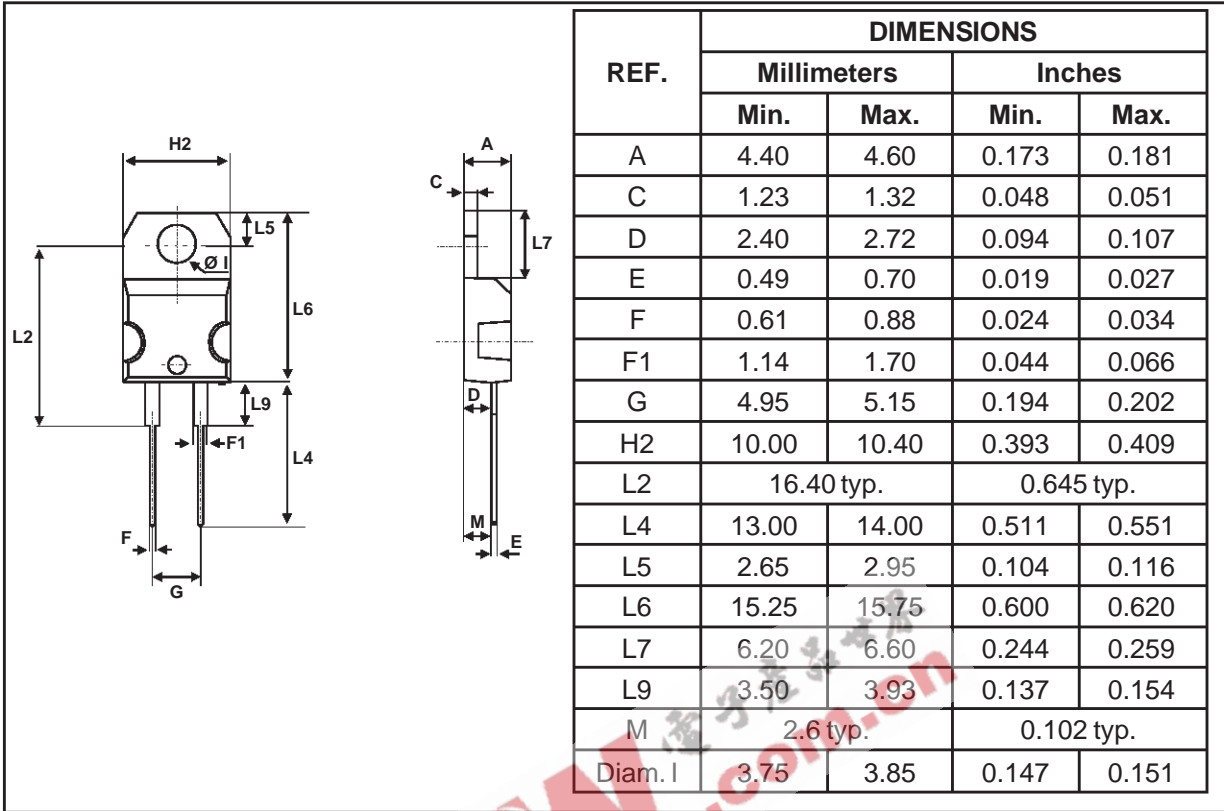 H2
L5
Ø I
L6
L2
L9
F1
L4
F
G
A
C
L7
D
M
E
REF. DIMENSIONS
Millimeters Inches
Min. Max. Min. Max.
A 4.40 4.60 0.173 0.181
C 1.23 1.32 0.048 0.051
D 2.40 2.72 0.094 0.107
E 0.49 0.70 0.019 0.027
F 0.61 0.88 0.024 0.034
F1 1.14 1.70 0.044 0.066
G 4.95 5.15 0.194 0.202
H2 10.00 10.40 0.393 0.409
L2 16.40 typ. 0.645 typ.
L4 13.00 14.00 0.511 0.551
L5 2.65 2.95 0.104 0.116
L6 15.25 15.75 0.600 0.620
L7 6.20 6.60 0.244 0.259
L9 3.50 3.93 0.137 0.154
M 2.6 typ. 0.102 typ.
Diam. I 3.75 3.85 0.147 0.151
電子產品世界
.com.cn